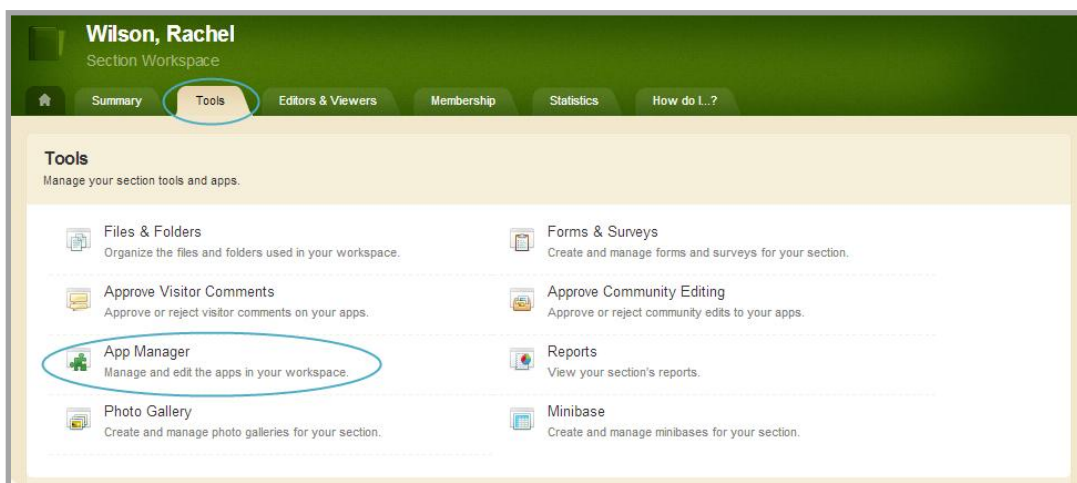 Wilson, Rachel
Section Workspace
Summary
Tools
Editors & Viewers
Membership
Statistics
How do I...?
Tools
Manage your section tools and apps.
Files & Folders
Organize the files and folders used in your workspace.
Forms & Surveys
Create and manage forms and surveys for your section.
Approve Visitor Comments
Approve or reject visitor comments on your apps.
Approve Community Editing
Approve or reject community edits to your apps.
App Manager
Manage and edit the apps in your workspace.
Reports
View your section's reports.
Photo Gallery
Create and manage photo galleries for your section.
Minibase
Create and manage minibases for your section.